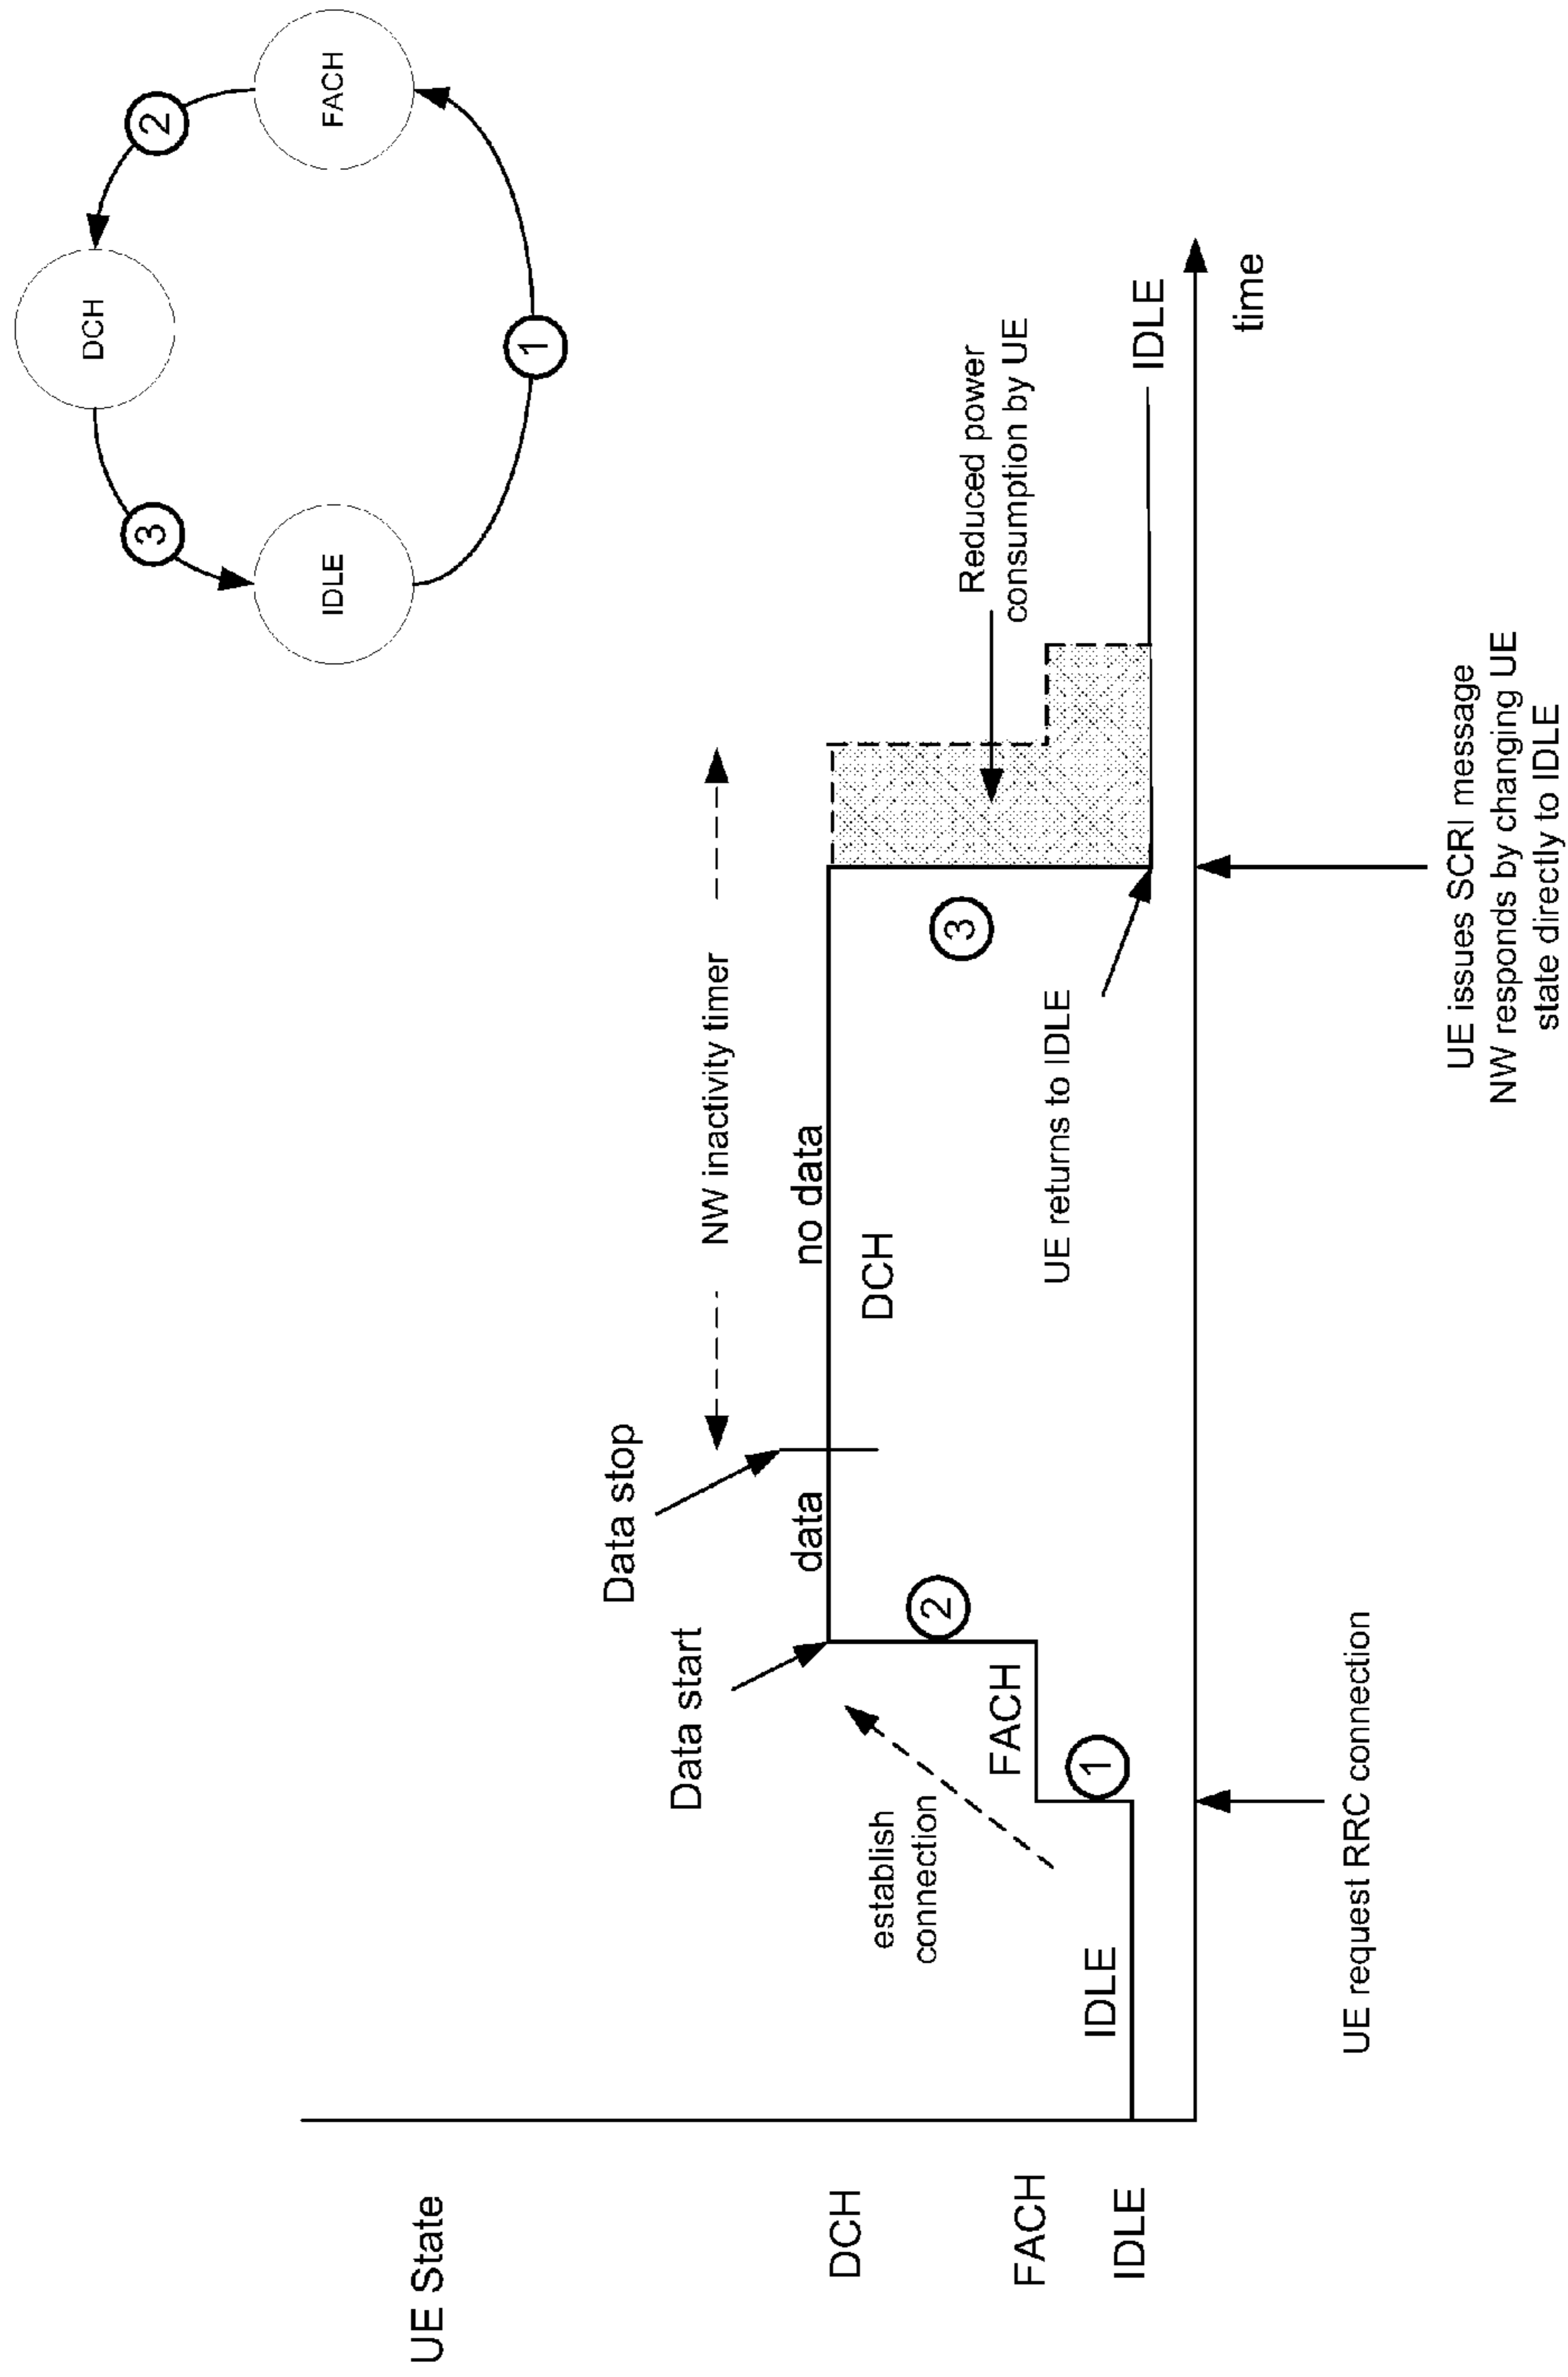 DCH
2
3
IDLE
FACH
1
UE State
Data start
Data stop
NW inactivity timer
data
no data
establish
connection
DCH
2
3
Reduced power
consumption by UE
DCH
FACH
FACH
1
UE returns to IDLE
IDLE
IDLE
IDLE
time
UE request RRC connection
UE issues SCRI message
NW responds by changing UE
state directly to IDLE